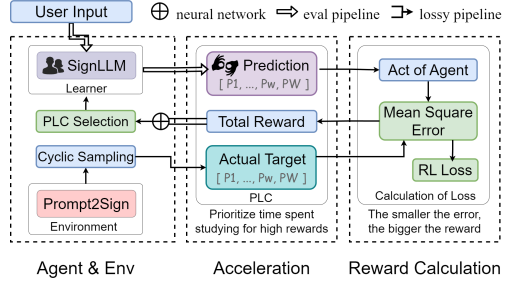 User Input
neural network
eval pipeline
lossy pipeline
SignLLM
Learner
PLC Selection
Cyclic Sampling
Prompt2Sign
Environment
Prediction
[ P1, ..., Pw, PW ]
Total Reward
Actual Target
[ P1, ..., Pw, PW ]
PLC
Prioritize time spent
studying for high rewards
Act of Agent
Mean Square
Error
RL Loss
Calculation of Loss
The smaller the error,
the bigger the reward
Agent & Env
Acceleration
Reward Calculation